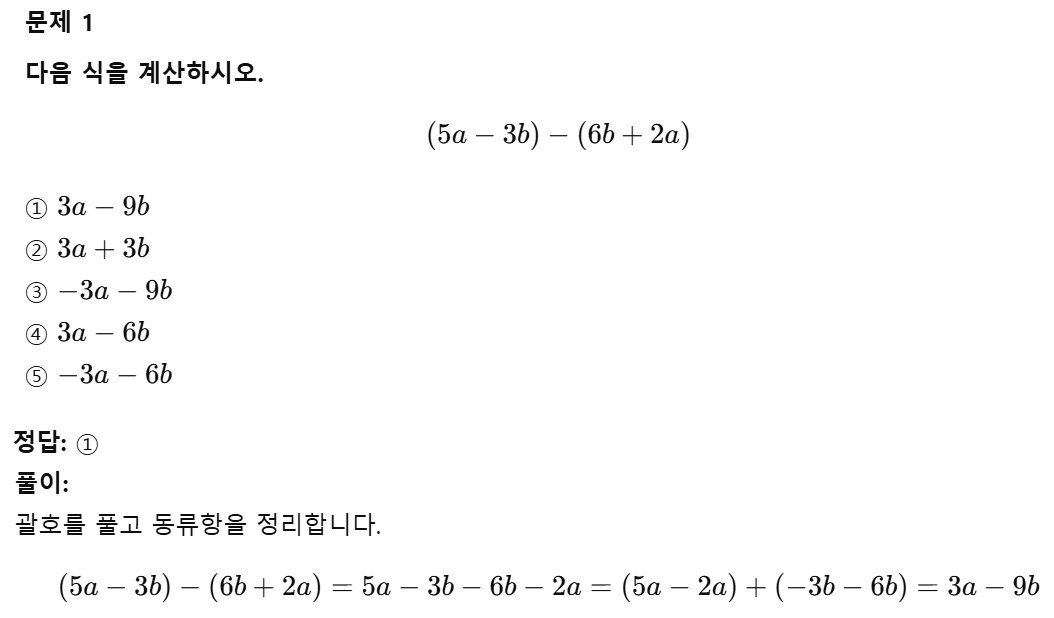 문제 1
다음 식을 계산하시오.
(5a − 3b) − (6b + 2a)
① 3a − 9b
② 3a + 3b
③ −3a − 9b
④ 3a − 6b
⑤ −3a − 6b
정답: ①
풀이:
괄호를 풀고 동류항을 정리합니다.
(5a − 3b) − (6b + 2a) = 5a − 3b − 6b − 2a = (5a − 2a) + (−3b − 6b) = 3a − 9b